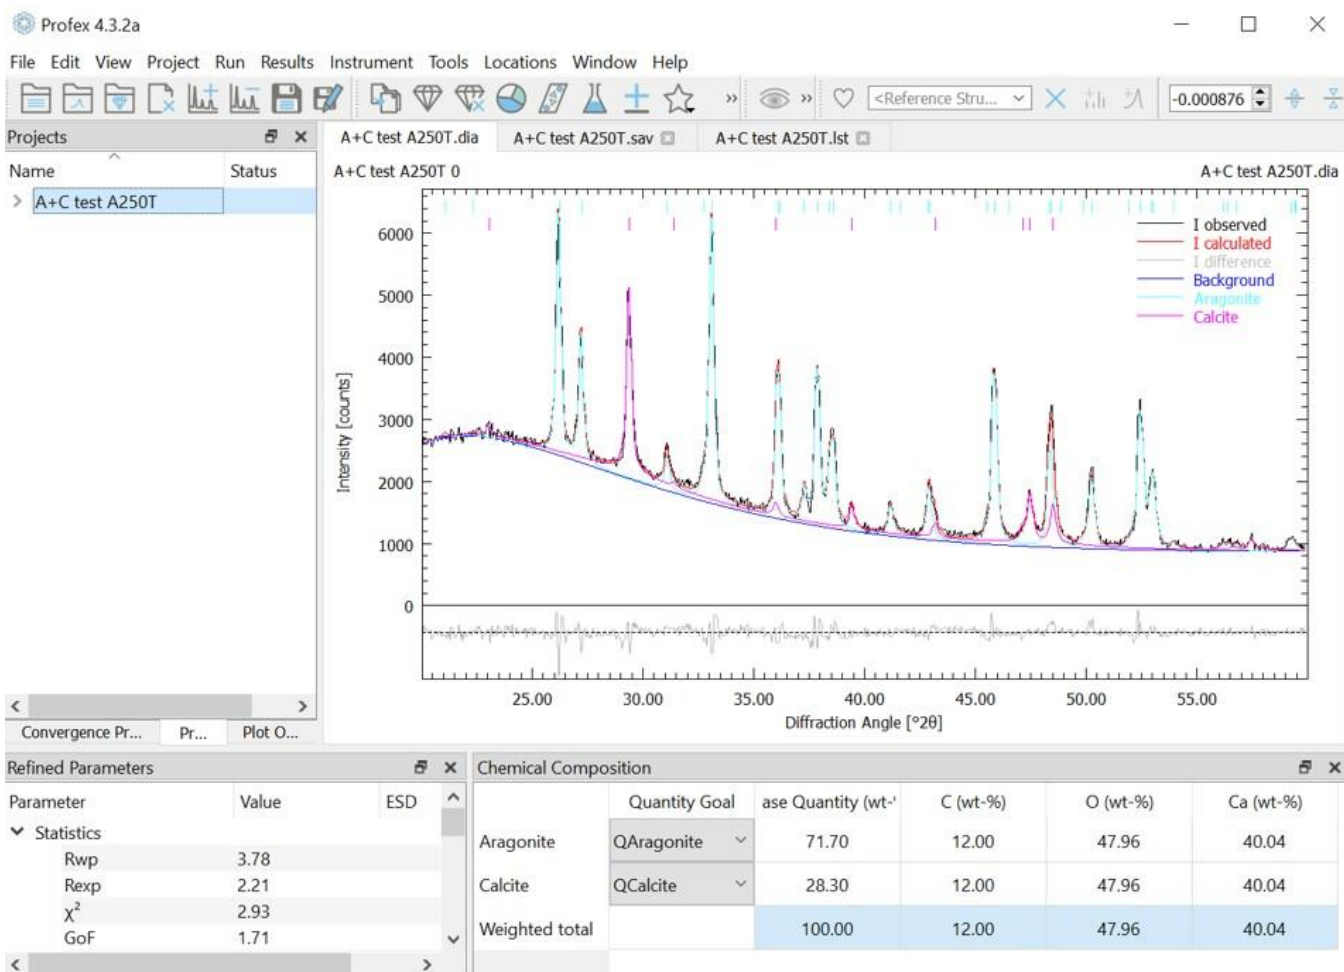 Profex 4.3.2a
File Edit View Project Run Results Instrument Tools Locations Window Help
<Reference Stru...
-0.000876
Projects
Name Status
A+C test A250T
Convergence Pr... Pr... Plot O...
A+C test A250T.dia A+C test A250T.sav A+C test A250T.lst
A+C test A250T 0 A+C test A250T.dia
I observed
I calculated
I difference
Background
Aragonite
Calcite
Intensity [counts]
6000
5000
4000
3000
2000
1000
0
25.00 30.00 35.00 40.00 45.00 50.00 55.00
Diffraction Angle [°2θ]
Refined Parameters
Parameter Value ESD
Statistics
Rwp 3.78
Rexp 2.21
χ² 2.93
GoF 1.71
Chemical Composition
Quantity Goal ase Quantity (wt-' C (wt-%) O (wt-%) Ca (wt-%)
Aragonite QAragonite 71.70 12.00 47.96 40.04
Calcite QCalcite 28.30 12.00 47.96 40.04
Weighted total 100.00 12.00 47.96 40.04